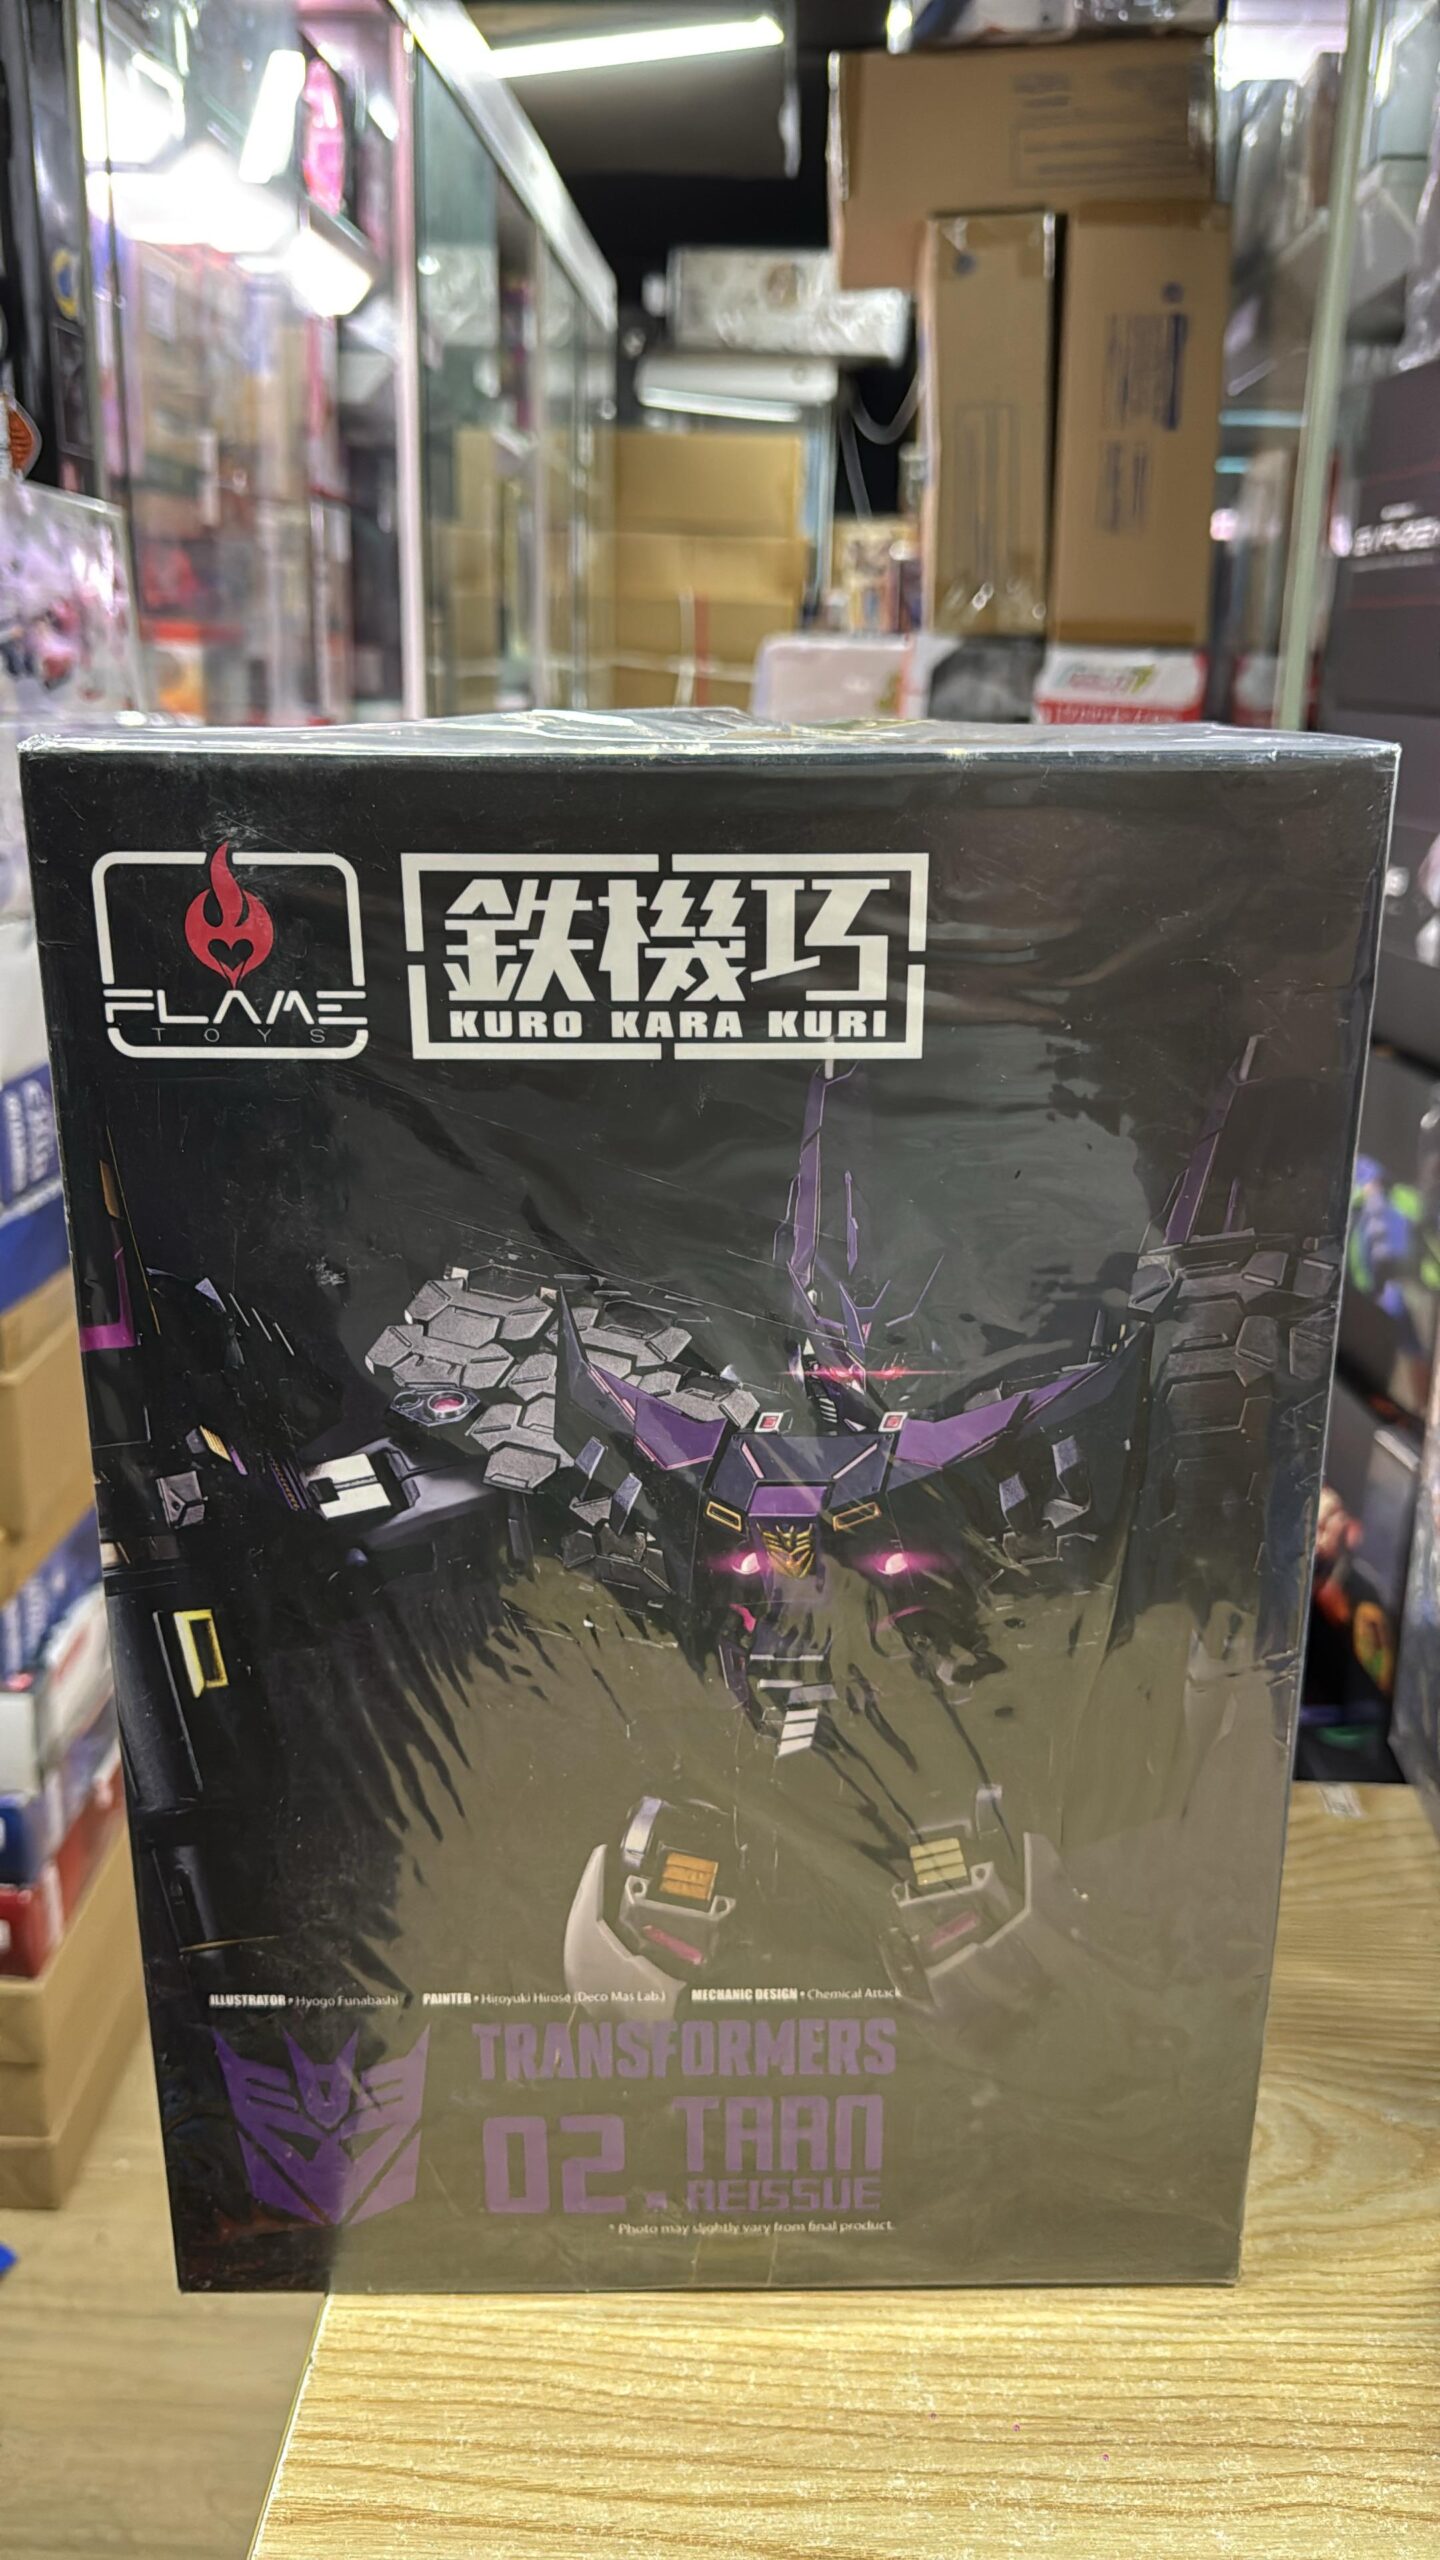 FLAME
TOYS
鉄機巧
KURO KARA KURI
ILLUSTRATOR • Hyogo Funabashi PAINTER • Hiroyuki Hirose (Deco Mas Lab.) MECHANIC DESIGN • Chemical Attack
TRANSFORMERS
02. TARN
REISSUE
* Photo may slightly vary from final product.